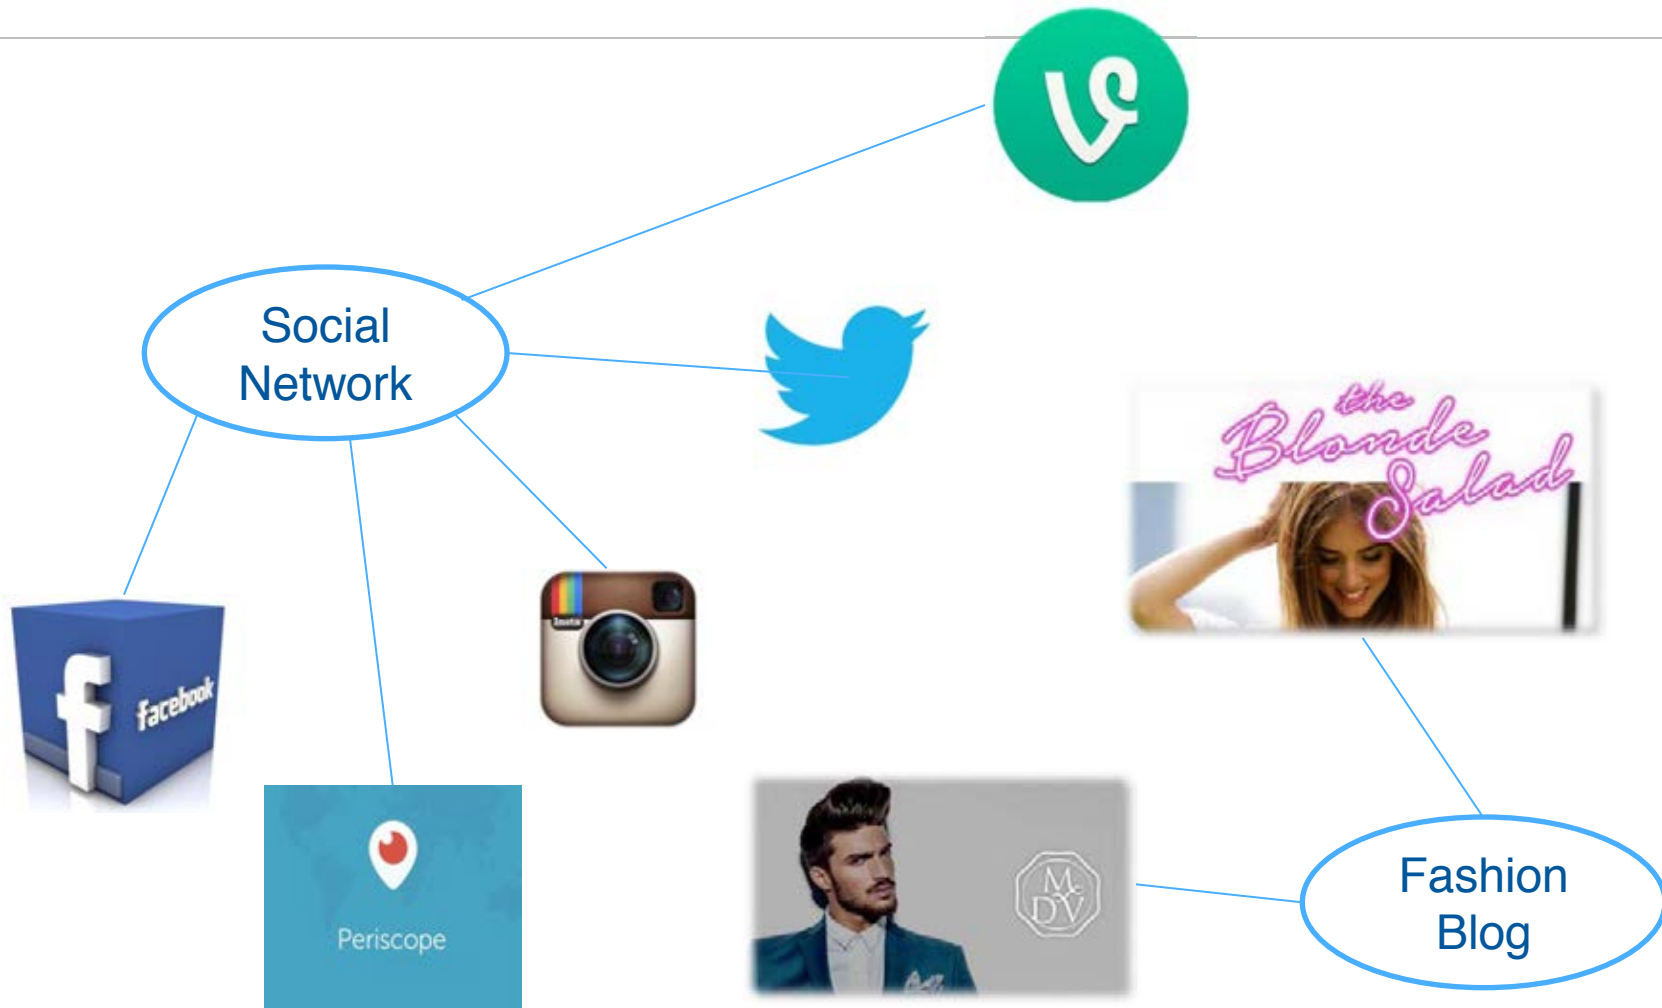 Social
Network
the
Blonde
Salad
f
facebook
Insta
Periscope
M
DV
Fashion
Blog